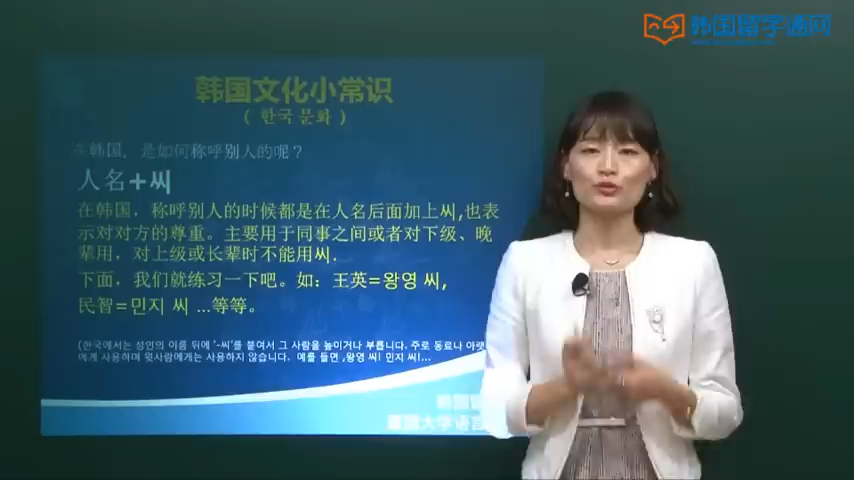 韩国留学通网
韩国文化小常识
( 한국 문화 )
在韩国，是如何称呼别人的呢？
人名+씨
在韩国，称呼别人的时候都是在人名后面加上씨,也表
示对对方的尊重。主要用于同事之间或者对下级、晚
辈用，对上级或长辈时不能用씨.
下面，我们就练习一下吧。如：王英=왕영 씨,
民智=민지 씨 ...等等。
(한국에서는 성인의 이름 뒤에 '-씨'를 붙여서 그 사람을 높이거나 부릅니다. 주로 동료나 아랫
에게 사용하며 윗사람에게는 사용하지 않습니다. 예를 들면 ,왕영 씨! 민지 씨!...
韩国留
大学语言